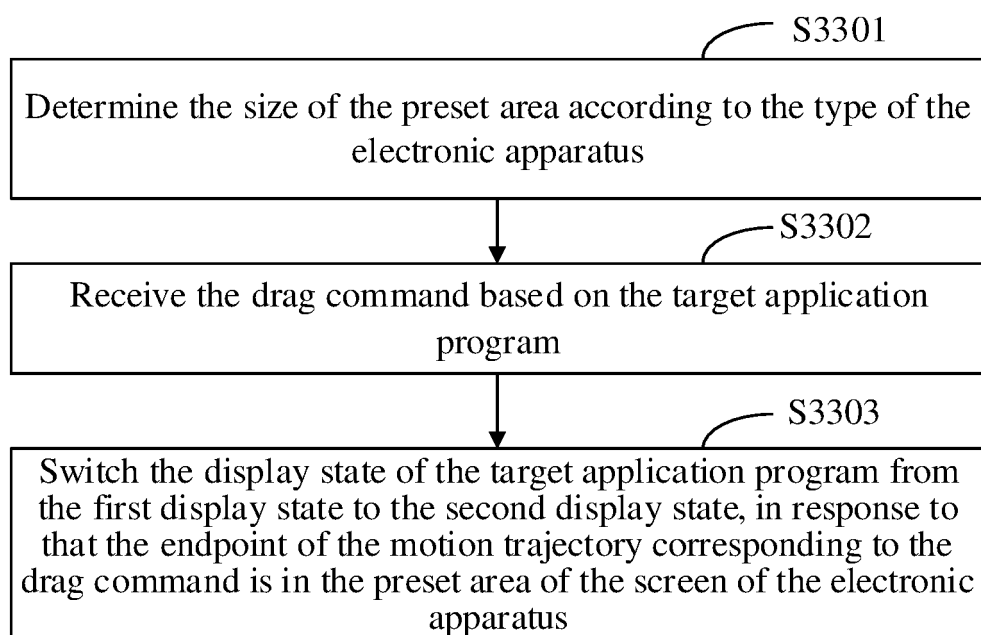 S3301
Determine the size of the preset area according to the type of the
electronic apparatus
S3302
Receive the drag command based on the target application
program
S3303
Switch the display state of the target application program from
the first display state to the second display state, in response to
that the endpoint of the motion trajectory corresponding to the
drag command is in the preset area of the screen of the electronic
apparatus